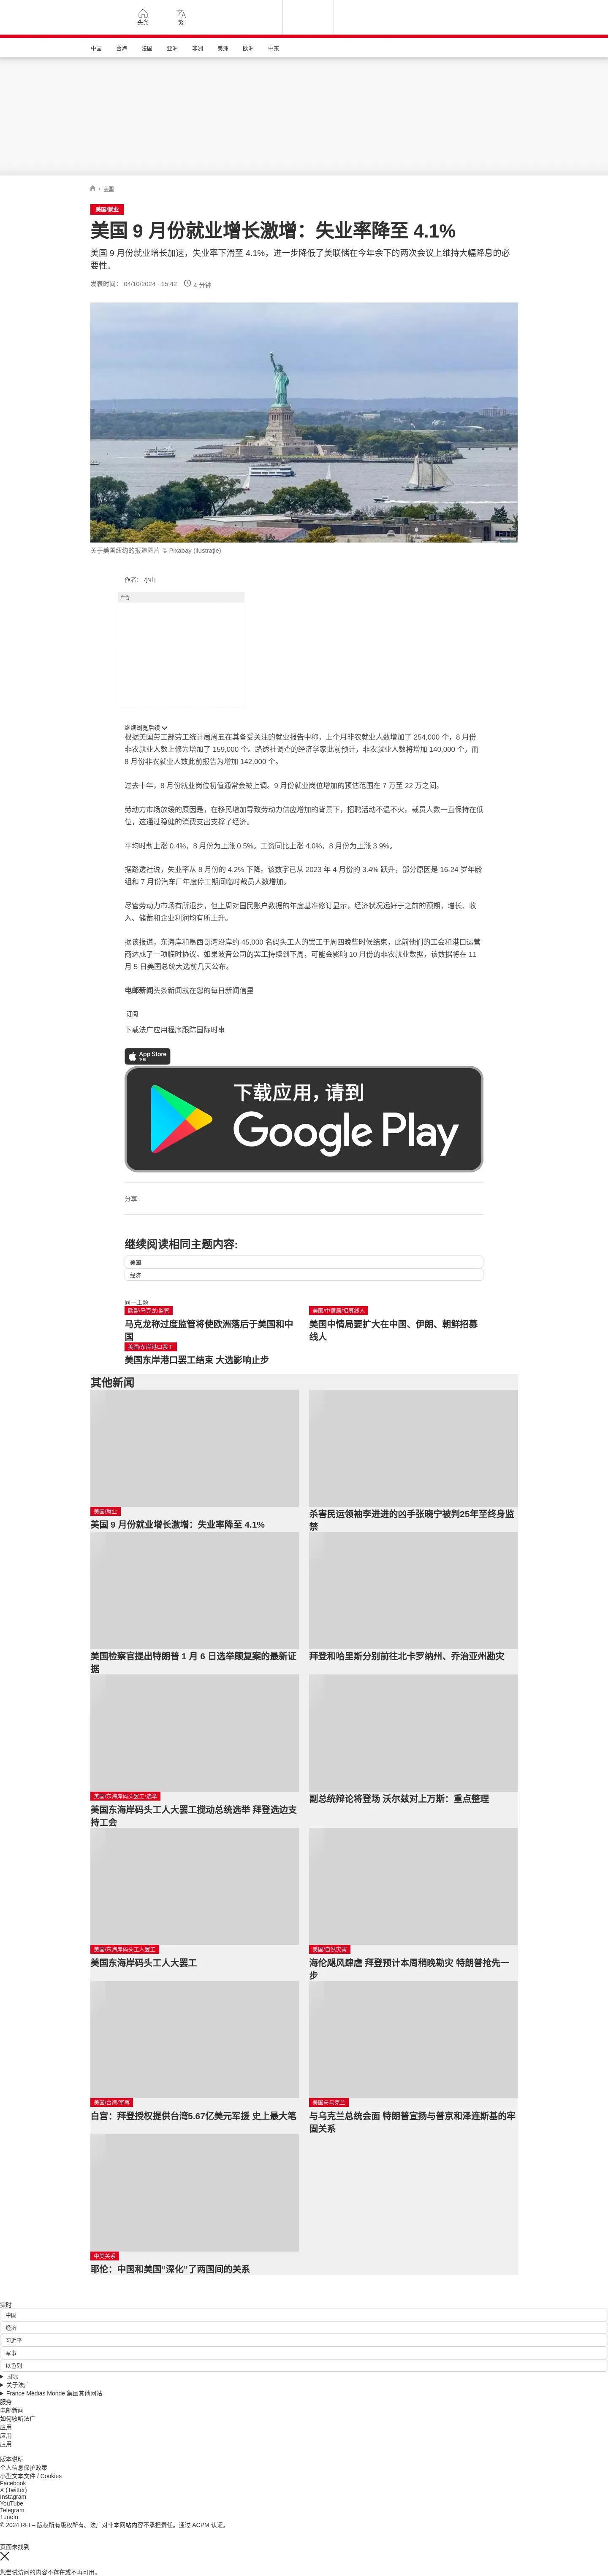 头条
繁
中国
台海
法国
亚洲
非洲
美洲
欧洲
中东
/ 美国
美国/就业
美国 9 月份就业增长激增：失业率降至 4.1%
美国 9 月份就业增长加速，失业率下滑至 4.1%，进一步降低了美联储在今年余下的两次会议上维持大幅降息的必
要性。
发表时间： 04/10/2024 - 15:42
4 分钟
关于美国纽约的报道图片 © Pixabay (ilustrație)
作者： 小山
广告
继续浏览后续
根据美国劳工部劳工统计局周五在其备受关注的就业报告中称，上个月非农就业人数增加了 254,000 个，8 月份
非农就业人数上修为增加了 159,000 个。路透社调查的经济学家此前预计，非农就业人数将增加 140,000 个，而
8 月份非农就业人数此前报告为增加 142,000 个。
过去十年，8 月份就业岗位初值通常会被上调。9 月份就业岗位增加的预估范围在 7 万至 22 万之间。
劳动力市场放缓的原因是，在移民增加导致劳动力供应增加的背景下，招聘活动不温不火。裁员人数一直保持在低
位，这通过稳健的消费支出支撑了经济。
平均时薪上涨 0.4%，8 月份为上涨 0.5%。工资同比上涨 4.0%，8 月份为上涨 3.9%。
据路透社说，失业率从 8 月份的 4.2% 下降。该数字已从 2023 年 4 月份的 3.4% 跃升，部分原因是 16-24 岁年龄
组和 7 月份汽车厂年度停工期间临时裁员人数增加。
尽管劳动力市场有所退步，但上周对国民账户数据的年度基准修订显示，经济状况远好于之前的预期，增长、收
入、储蓄和企业利润均有所上升。
据该报道，东海岸和墨西哥湾沿岸约 45,000 名码头工人的罢工于周四晚些时候结束，此前他们的工会和港口运营
商达成了一项临时协议。如果波音公司的罢工持续到下周，可能会影响 10 月份的非农就业数据，该数据将在 11
月 5 日美国总统大选前几天公布。
电邮新闻头条新闻就在您的每日新闻信里
订阅
下载法广应用程序跟踪国际时事
App Store
下载
下载应用，请到
Google Play
分享 :
继续阅读相同主题内容:
美国
经济
同一主题
欧盟/马克龙/监管
马克龙称过度监管将使欧洲落后于美国和中
国
美国/中情局/招募线人
美国中情局要扩大在中国、伊朗、朝鲜招募
线人
美国/东岸港口罢工
美国东岸港口罢工结束 大选影响止步
其他新闻
美国/就业
美国 9 月份就业增长激增：失业率降至 4.1%
杀害民运领袖李进进的凶手张晓宁被判25年至终身监
禁
美国检察官提出特朗普 1 月 6 日选举颠复案的最新证
据
拜登和哈里斯分别前往北卡罗纳州、乔治亚州勘灾
美国/东海岸码头罢工/选举
美国东海岸码头工人大罢工搅动总统选举 拜登选边支
持工会
副总统辩论将登场 沃尔兹对上万斯：重点整理
美国/东海岸码头工人罢工
美国东海岸码头工人大罢工
美国/自然灾害
海伦飓风肆虐 拜登预计本周稍晚勘灾 特朗普抢先一
步
美国/台湾/军事
白宫：拜登授权提供台湾5.67亿美元军援 史上最大笔
美国与乌克兰
与乌克兰总统会面 特朗普宣扬与普京和泽连斯基的牢
固关系
中美关系
耶伦：中国和美国“深化”了两国间的关系
实时
中国
经济
习近平
军事
以色列
国际
关于法广
France Médias Monde 集团其他网站
服务
电邮新闻
如何收听法广
应用
应用
应用
版本说明
个人信息保护政策
小型文本文件 / Cookies
Facebook
X (Twitter)
Instagram
YouTube
Telegram
TuneIn
© 2024 RFI – 版权所有版权所有。法广对非本网站内容不承担责任。通过 ACPM 认证。
页面未找到
您尝试访问的内容不存在或不再可用。